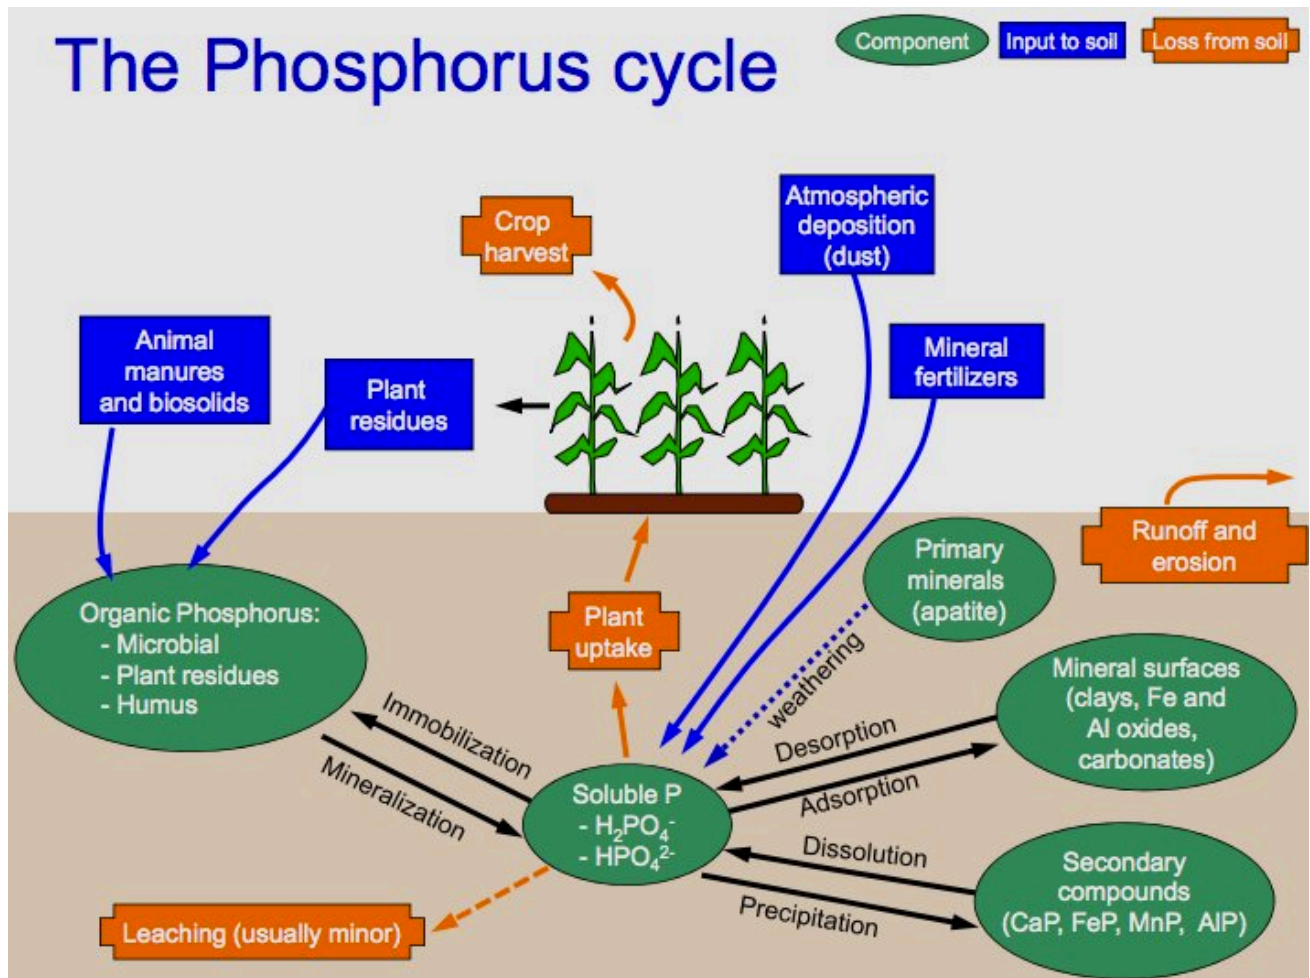 The Phosphorus cycle
Component
Input to soil
Loss from soil
Atmospheric
deposition
(dust)
Crop
harvest
Animal
manures
and biosolids
Plant
residues
Mineral
fertilizers
Runoff and
erosion
Primary
minerals
(apatite)
Plant
uptake
Organic Phosphorus:
- Microbial
- Plant residues
- Humus
weathering
Mineral surfaces
(clays, Fe and
Al oxides,
carbonates)
Immobilization
Mineralization
Desorption
Adsorption
Soluble P
- H₂PO₄⁻
- HPO₄²⁻
Dissolution
Precipitation
Secondary
compounds
(CaP, FeP, MnP, AlP)
Leaching (usually minor)